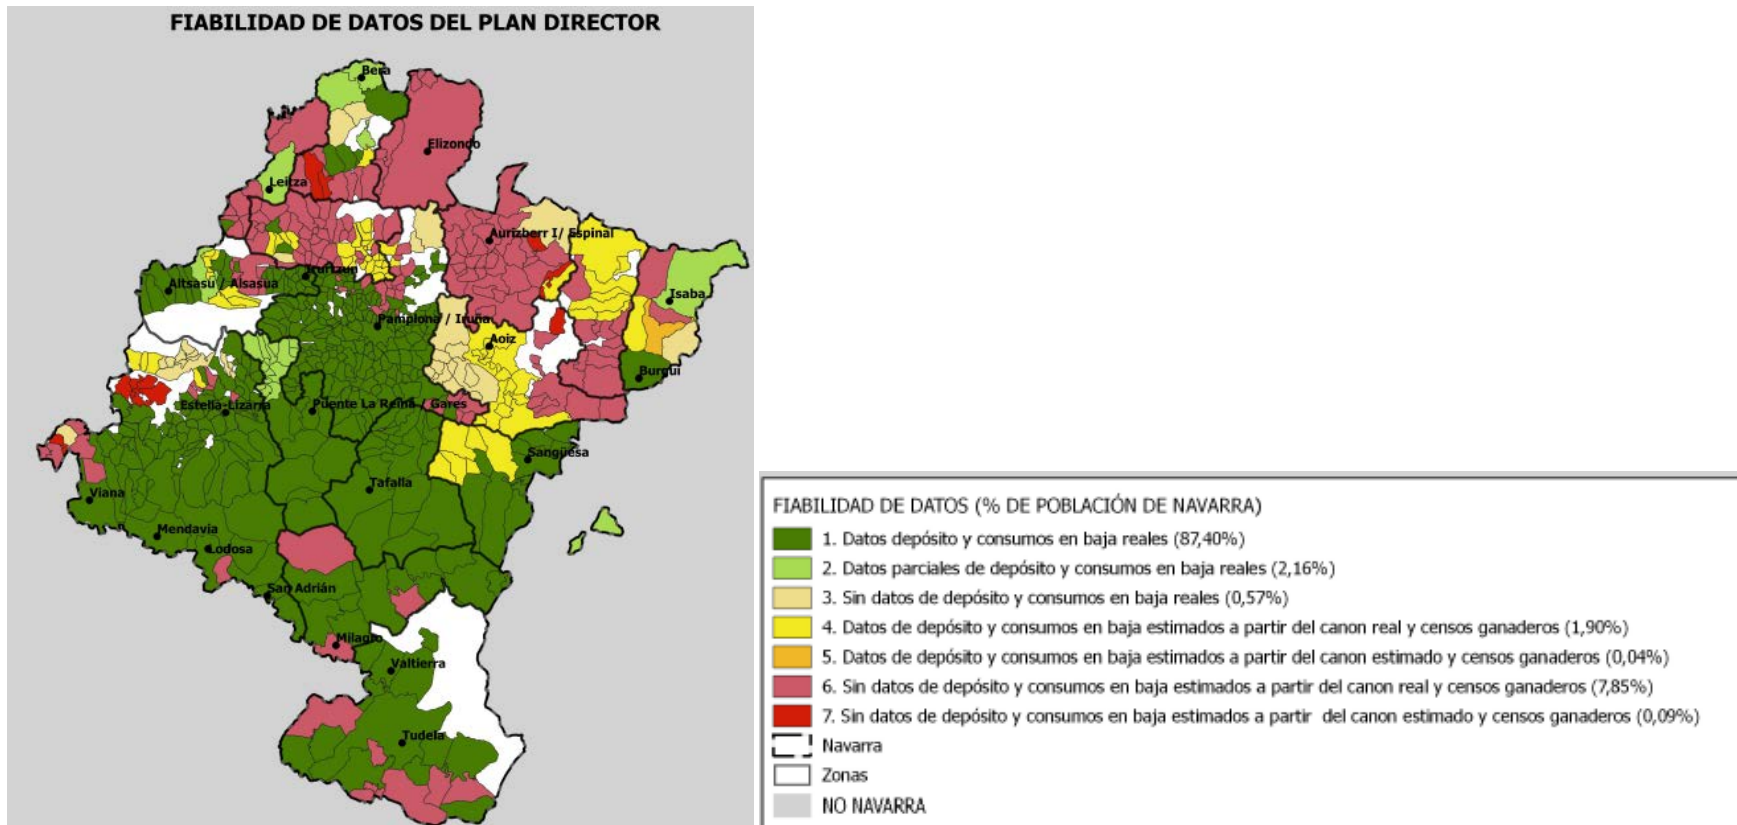 FIABILIDAD DE DATOS DEL PLAN DIRECTOR
Bera
Elizondo
Leitza
Aurizberr I/ Espinal
Irurtzun
Altsasu / Alsasua
Isaba
Pamplona / Iruña
Aoiz
Burgui
Puente La Reina / Gares
Estella-Lizarra
Sangüesa
Tafalla
Viana
Mendavia
Lodosa
San Adrián
Milagro
Valtierra
Tudela
FIABILIDAD DE DATOS (% DE POBLACIÓN DE NAVARRA)
1. Datos depósito y consumos en baja reales (87,40%)
2. Datos parciales de depósito y consumos en baja reales (2,16%)
3. Sin datos de depósito y consumos en baja reales (0,57%)
4. Datos de depósito y consumos en baja estimados a partir del canon real y censos ganaderos (1,90%)
5. Datos de depósito y consumos en baja estimados a partir del canon estimado y censos ganaderos (0,04%)
6. Sin datos de depósito y consumos en baja estimados a partir del canon real y censos ganaderos (7,85%)
7. Sin datos de depósito y consumos en baja estimados a partir del canon estimado y censos ganaderos (0,09%)
Navarra
Zonas
NO NAVARRA